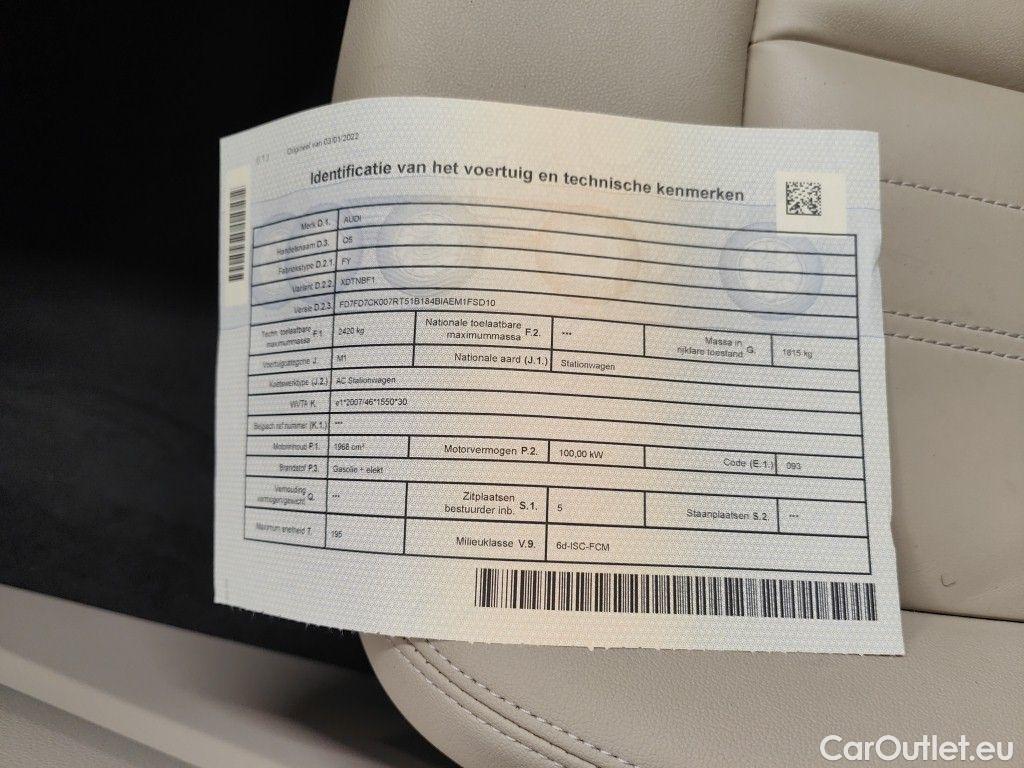 Origineel van 03/01/2022
Identificatie van het voertuig en technische kenmerken
Merk D.1. AUDI
Handelsnaam D.3. Q5
Fabriekstype D.2.1. FY
Variant D.2.2. XDTNBF1
Versie D.2.3. FD7FD7CK007RT51B184BIAEM1FSD10
Techn. toelaatbare maximummassa F.1. 2420 kg Nationale toelaatbare maximummassa F.2. --- Massa in rijklare toestand G. 1815 kg
Voertuigcategorie J. M1 Nationale aard (J.1.) Stationwagen
Koetswerktype (J.2.) AC Stationwagen
VV/TA K. e1*2007/46*1550*30
Belgisch ref nummer (K.1.) ---
Motorinhoud P.1. 1968 cm³ Motorvermogen P.2. 100,00 kW Code (E.1.) 093
Brandstof P.3. Gasolie + elekt
Verhouding vermogen/gewicht Q. --- Zitplaatsen bestuurder inb. S.1. 5 Staanplaatsen S.2. ---
Maximum snelheid T. 195 Milieuklasse V.9. 6d-ISC-FCM
CarOutlet.eu